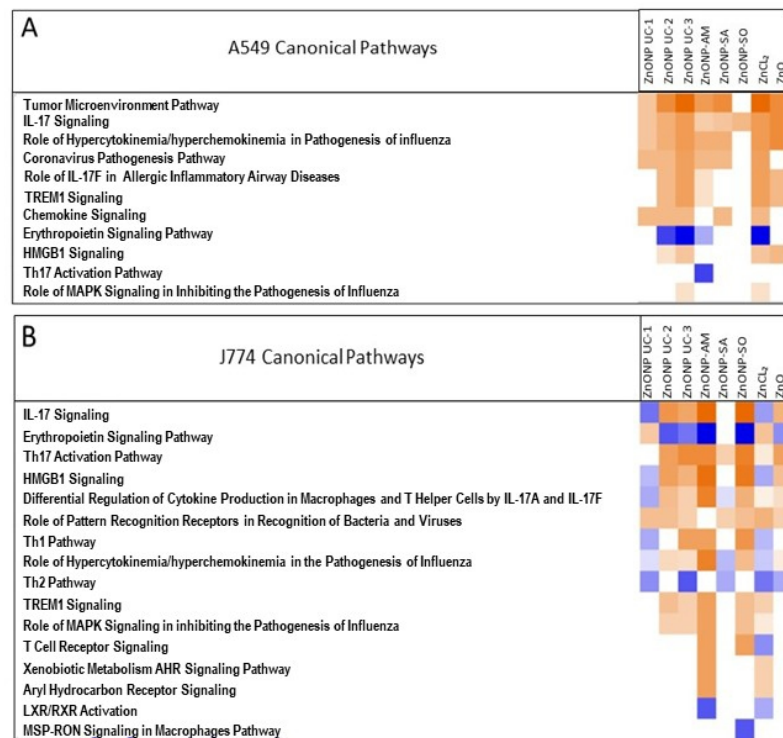 A
A549 Canonical Pathways
ZnONP UC-1
ZnONP UC-2
ZnONP UC-3
ZnONP-AM
ZnONP-SA
ZnONP-SO
ZnCL₂
ZnO
Tumor Microenvironment Pathway
IL-17 Signaling
Role of Hypercytokinemia/hyperchemokinemia in Pathogenesis of influenza
Coronavirus Pathogenesis Pathway
Role of IL-17F in Allergic Inflammatory Airway Diseases
TREM1 Signaling
Chemokine Signaling
Erythropoietin Signaling Pathway
HMGB1 Signaling
Th17 Activation Pathway
Role of MAPK Signaling in Inhibiting the Pathogenesis of Influenza
B
J774 Canonical Pathways
ZnONP UC-1
ZnONP UC-2
ZnONP UC-3
ZnONP-AM
ZnONP-SA
ZnONP-SO
ZnCL₂
ZnO
IL-17 Signaling
Erythropoietin Signaling Pathway
Th17 Activation Pathway
HMGB1 Signaling
Differential Regulation of Cytokine Production in Macrophages and T Helper Cells by IL-17A and IL-17F
Role of Pattern Recognition Receptors in Recognition of Bacteria and Viruses
Th1 Pathway
Role of Hypercytokinemia/hyperchemokinemia in the Pathogenesis of Influenza
Th2 Pathway
TREM1 Signaling
Role of MAPK Signaling in inhibiting the Pathogenesis of Influenza
T Cell Receptor Signaling
Xenobiotic Metabolism AHR Signaling Pathway
Aryl Hydrocarbon Receptor Signaling
LXR/RXR Activation
MSP-RON Signaling in Macrophages Pathway